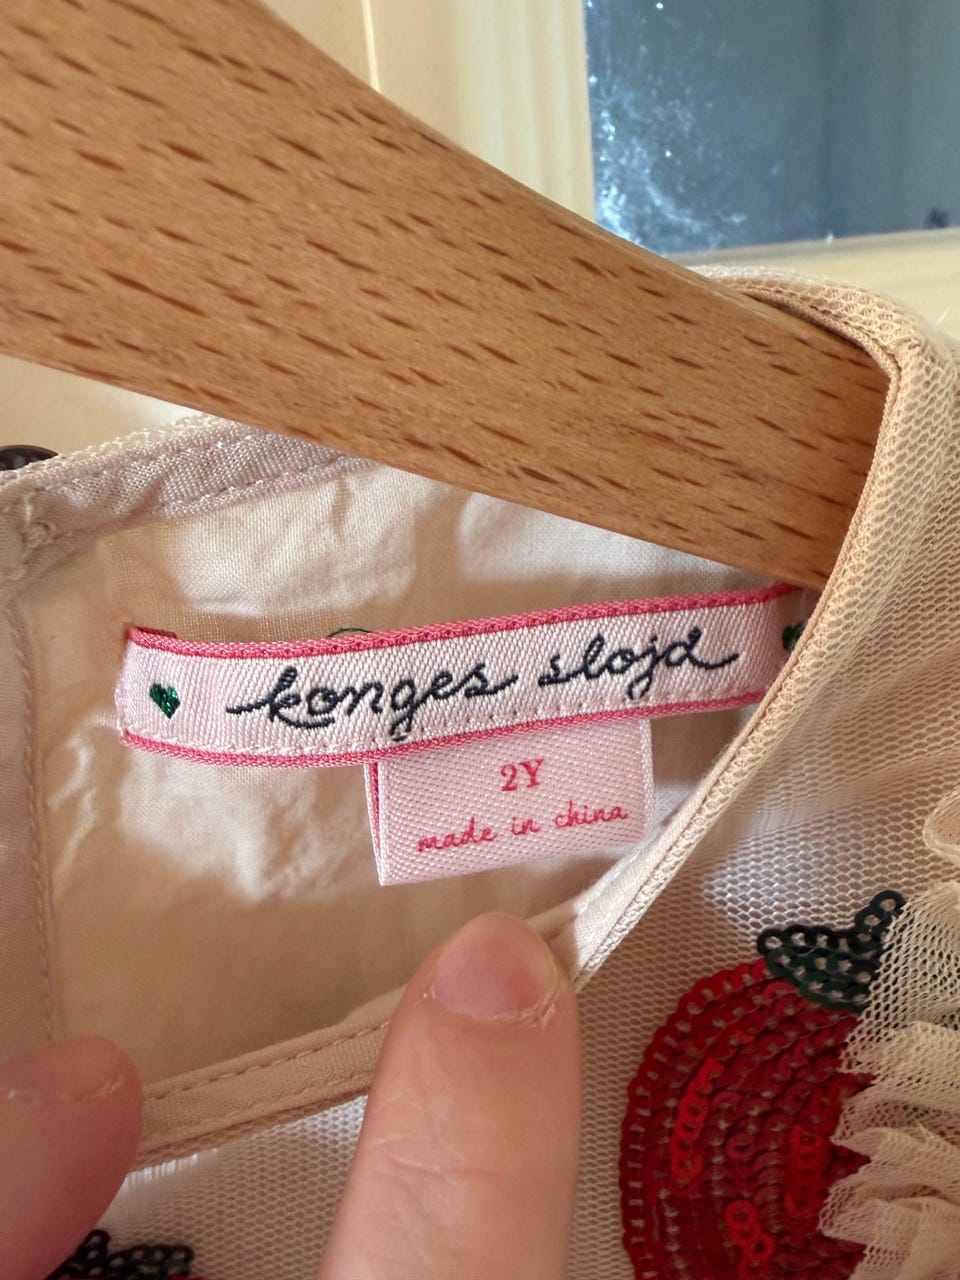 konges sløjd
2Y
made in china